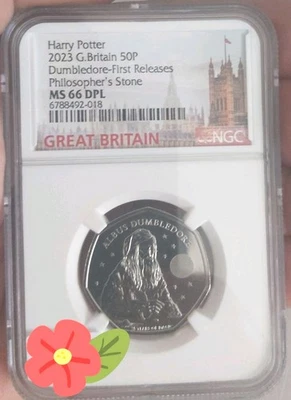 Harry Potter
2023 G.Britain 50P
Dumbledore-First Releases
Philosopher's Stone
MS 66 DPL
6788492-018
GREAT BRITAIN
NGC
ALBUS DUMBLEDORE